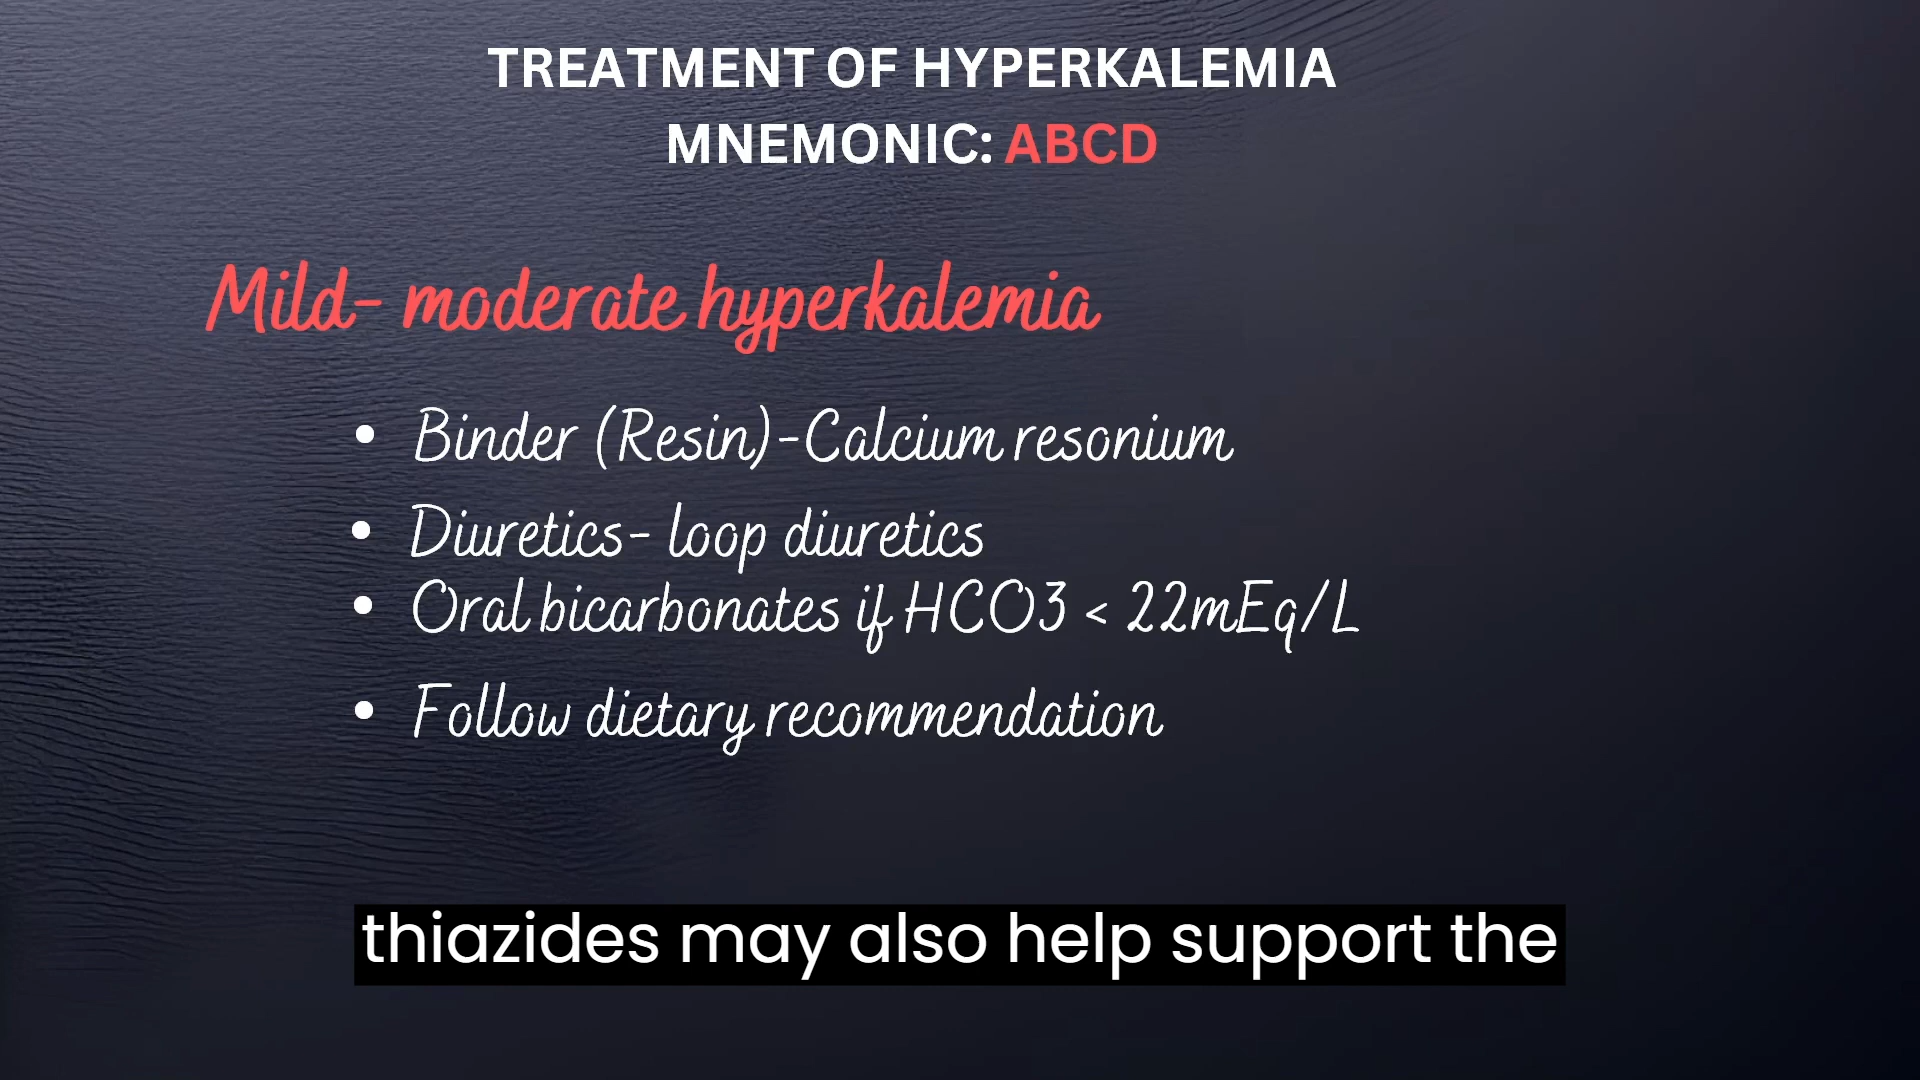 TREATMENT OF HYPERKALEMIA
MNEMONIC: ABCD
Mild- moderate hyperkalemia
• Binder (Resin)-Calcium resonium
• Diuretics- loop diuretics
• Oral bicarbonates if HCO3 < 22mEq/L
• Follow dietary recommendation
thiazides may also help support the